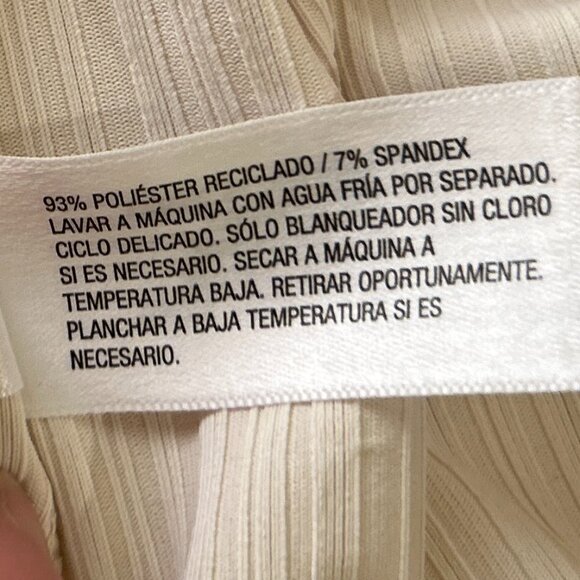 93% POLIÉSTER RECICLADO / 7% SPANDEX
LAVAR A MÁQUINA CON AGUA FRÍA POR SEPARADO.
CICLO DELICADO. SÓLO BLANQUEADOR SIN CLORO
SI ES NECESARIO. SECAR A MÁQUINA A
TEMPERATURA BAJA. RETIRAR OPORTUNAMENTE.
PLANCHAR A BAJA TEMPERATURA SI ES
NECESARIO.